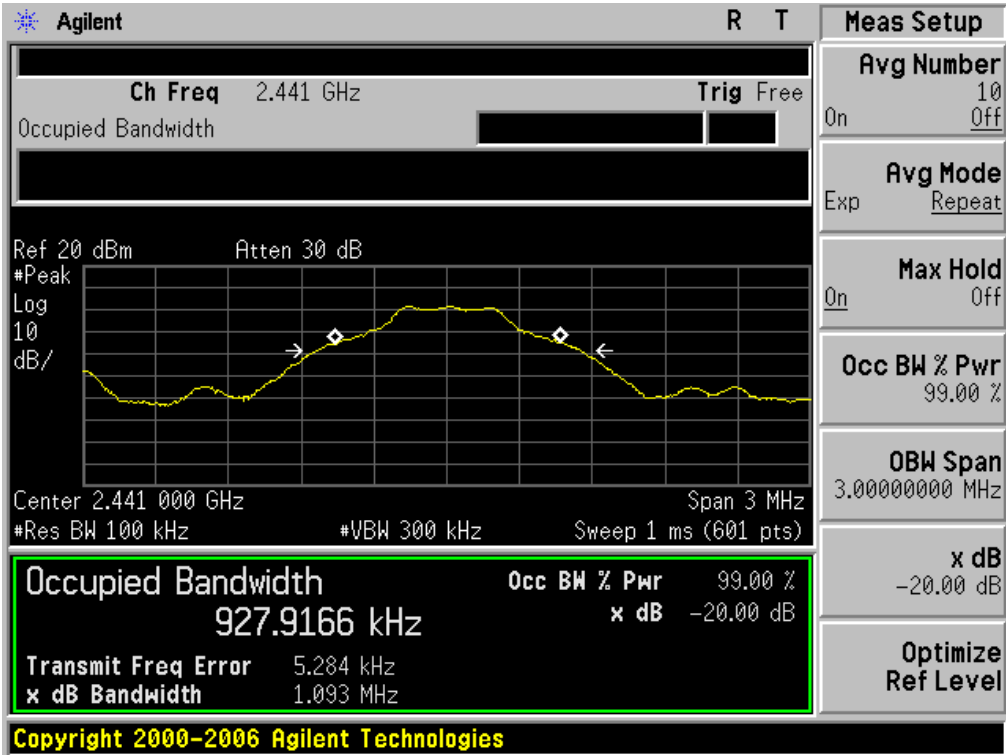 Agilent R T
Ch Freq 2.441 GHz Trig Free
Occupied Bandwidth
Ref 20 dBm Atten 30 dB
#Peak
Log
10
dB/
Center 2.441 000 GHz Span 3 MHz
#Res BW 100 kHz #VBW 300 kHz Sweep 1 ms (601 pts)
Occupied Bandwidth
927.9166 kHz
Occ BW % Pwr 99.00 %
x dB -20.00 dB
Transmit Freq Error 5.284 kHz
x dB Bandwidth 1.093 MHz
Copyright 2000-2006 Agilent Technologies
Meas Setup
Avg Number
10
On Off
Avg Mode
Exp Repeat
Max Hold
On Off
Occ BW % Pwr
99.00 %
OBW Span
3.00000000 MHz
x dB
-20.00 dB
Optimize
Ref Level